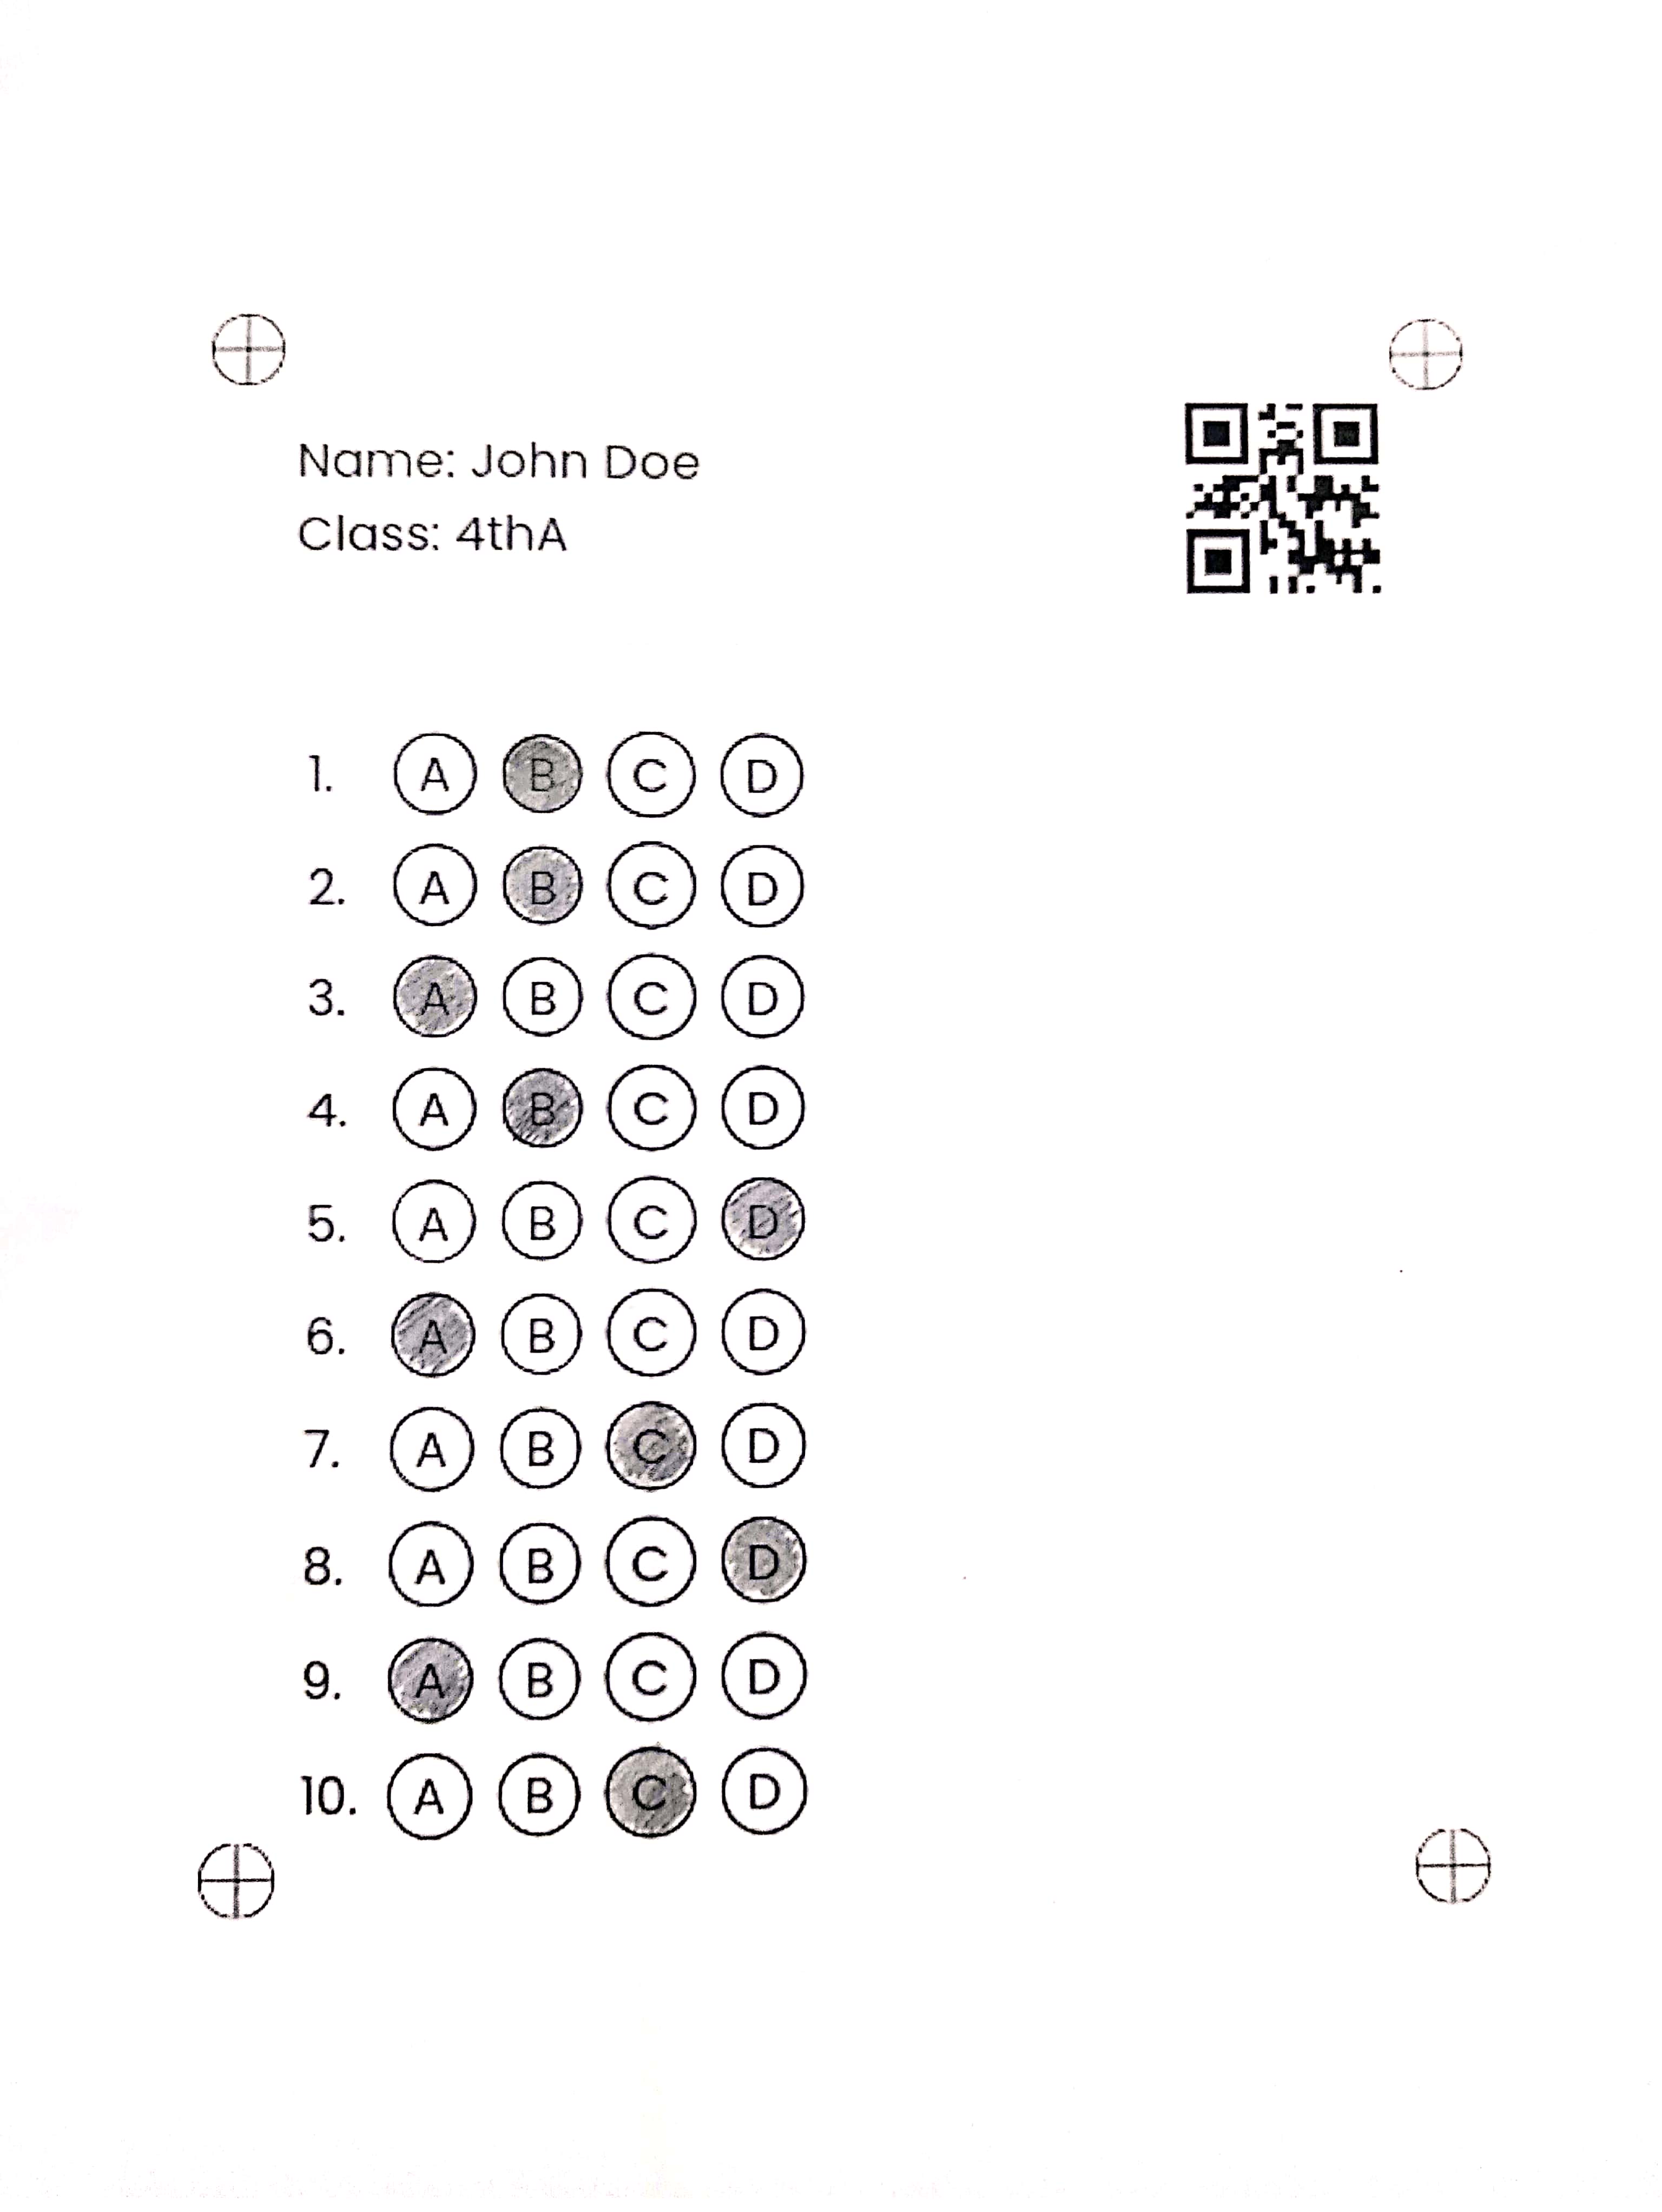 Name: John Doe
Class: 4thA
1. A B C D
2. A B C D
3. A B C D
4. A B C D
5. A B C D
6. A B C D
7. A B C D
8. A B C D
9. A B C D
10. A B C D